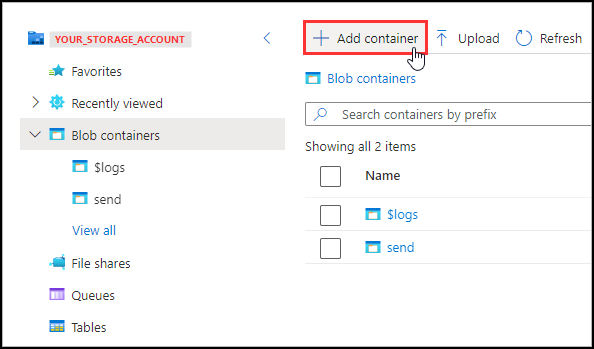 YOUR_STORAGE_ACCOUNT
Favorites
Recently viewed
Blob containers
$logs
send
View all
File shares
Queues
Tables
Add container
Upload
Refresh
Blob containers
Search containers by prefix
Showing all 2 items
Name
$logs
send